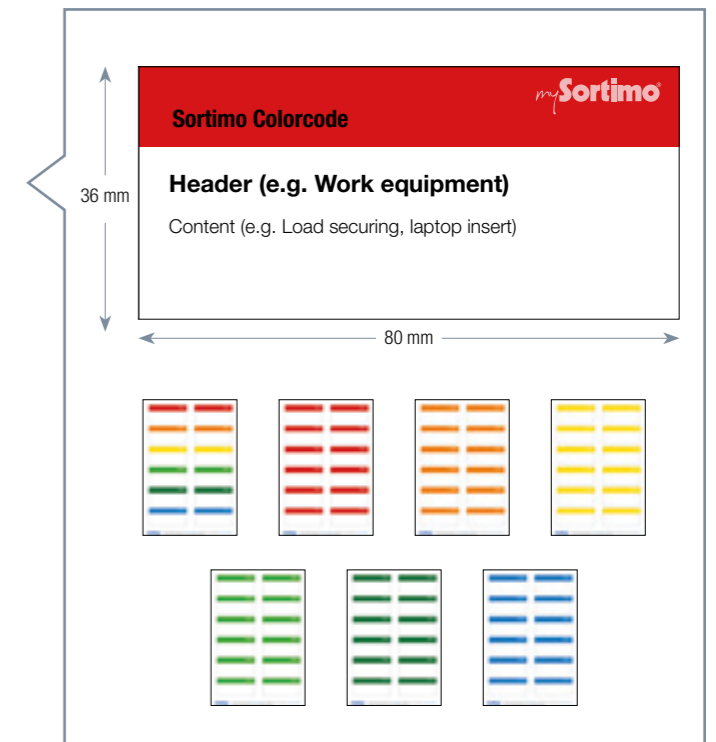 mySortimo®
Sortimo Colorcode
Header (e.g. Work equipment)
36 mm
Content (e.g. Load securing, laptop insert)
80 mm